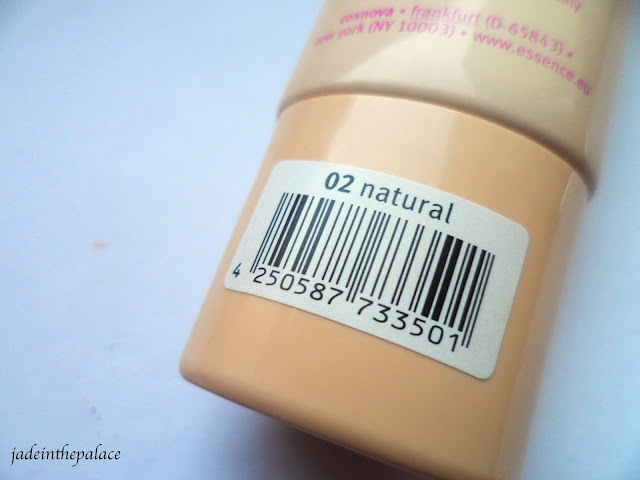 cosnova • frankfurt (D-65843) •
new york (NY 10003) • www.essence.eu
02 natural
4 250587 733501
jadeinthepalace